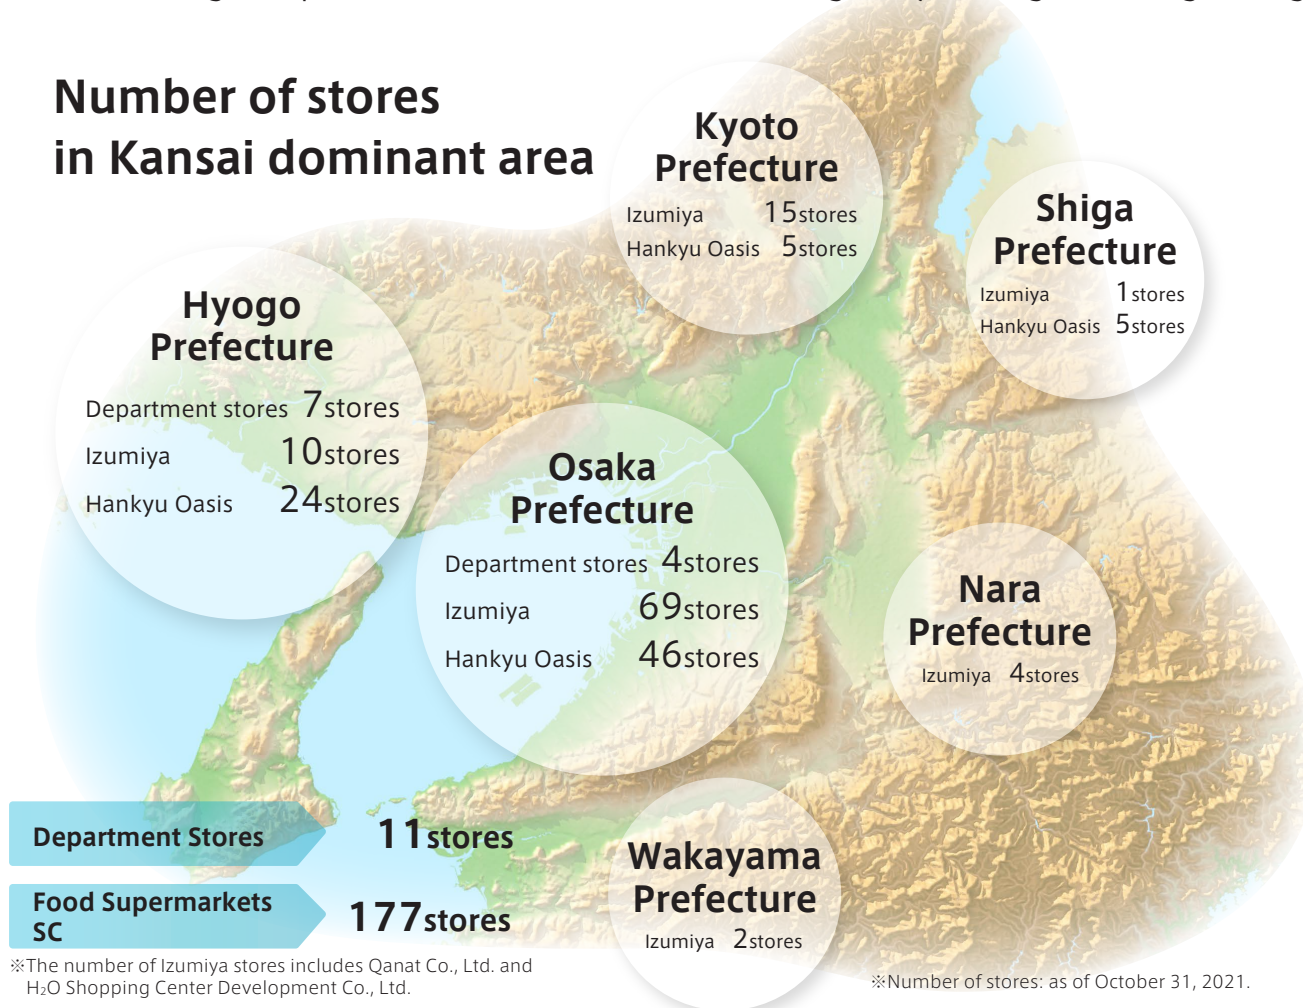 Number of stores
in Kansai dominant area
Kyoto
Prefecture
Izumiya 15stores
Hankyu Oasis 5stores
Shiga
Prefecture
Izumiya 1stores
Hankyu Oasis 5stores
Hyogo
Prefecture
Department stores 7stores
Izumiya 10stores
Hankyu Oasis 24stores
Osaka
Prefecture
Department stores 4stores
Izumiya 69stores
Hankyu Oasis 46stores
Nara
Prefecture
Izumiya 4stores
Wakayama
Prefecture
Izumiya 2stores
Department Stores 11stores
Food Supermarkets
SC 177stores
※The number of Izumiya stores includes Qanat Co., Ltd. and
H₂O Shopping Center Development Co., Ltd.
※Number of stores: as of October 31, 2021.